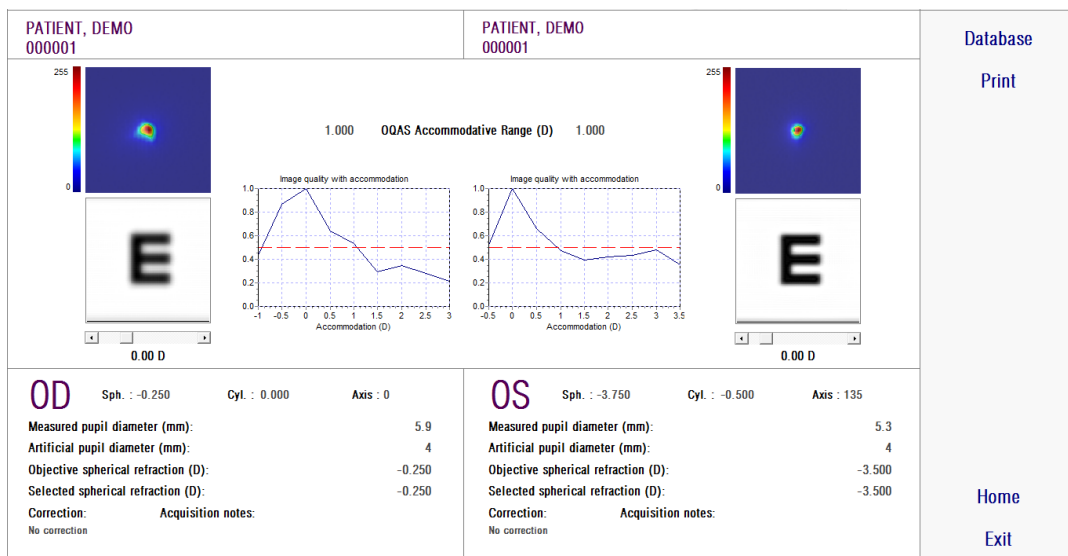 PATIENT, DEMO
000001
PATIENT, DEMO
000001
Database
Print
255
0
1.000 OQAS Accommodative Range (D) 1.000
255
0
Image quality with accommodation
1.0
0.8
0.6
0.4
0.2
0.0
-1 -0.5 0 0.5 1 1.5 2 2.5 3
Accommodation (D)
Image quality with accommodation
1.0
0.8
0.6
0.4
0.2
0.0
-0.5 0 0.5 1 1.5 2 2.5 3 3.5
Accommodation (D)
E
0.00 D
E
0.00 D
OD Sph. : -0.250 Cyl. : 0.000 Axis : 0
Measured pupil diameter (mm): 5.9
Artificial pupil diameter (mm): 4
Objective spherical refraction (D): -0.250
Selected spherical refraction (D): -0.250
Correction: Acquisition notes:
No correction
OS Sph. : -3.750 Cyl. : -0.500 Axis : 135
Measured pupil diameter (mm): 5.3
Artificial pupil diameter (mm): 4
Objective spherical refraction (D): -3.500
Selected spherical refraction (D): -3.500
Correction: Acquisition notes:
No correction
Home
Exit